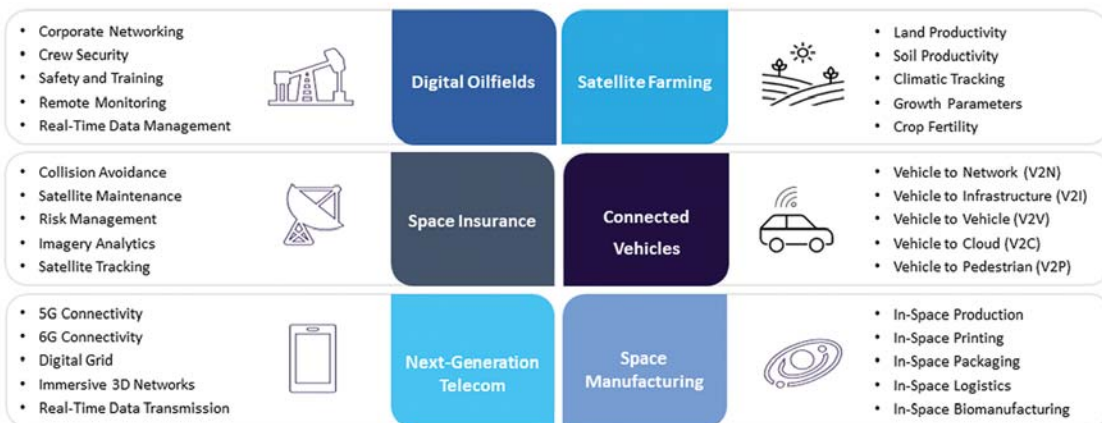 Corporate Networking
Crew Security
Safety and Training
Remote Monitoring
Real-Time Data Management
Digital Oilfields
Satellite Farming
Land Productivity
Soil Productivity
Climatic Tracking
Growth Parameters
Crop Fertility
Collision Avoidance
Satellite Maintenance
Risk Management
Imagery Analytics
Satellite Tracking
Space Insurance
Connected
Vehicles
Vehicle to Network (V2N)
Vehicle to Infrastructure (V2I)
Vehicle to Vehicle (V2V)
Vehicle to Cloud (V2C)
Vehicle to Pedestrian (V2P)
5G Connectivity
6G Connectivity
Digital Grid
Immersive 3D Networks
Real-Time Data Transmission
Next-Generation
Telecom
Space
Manufacturing
In-Space Production
In-Space Printing
In-Space Packaging
In-Space Logistics
In-Space Biomanufacturing